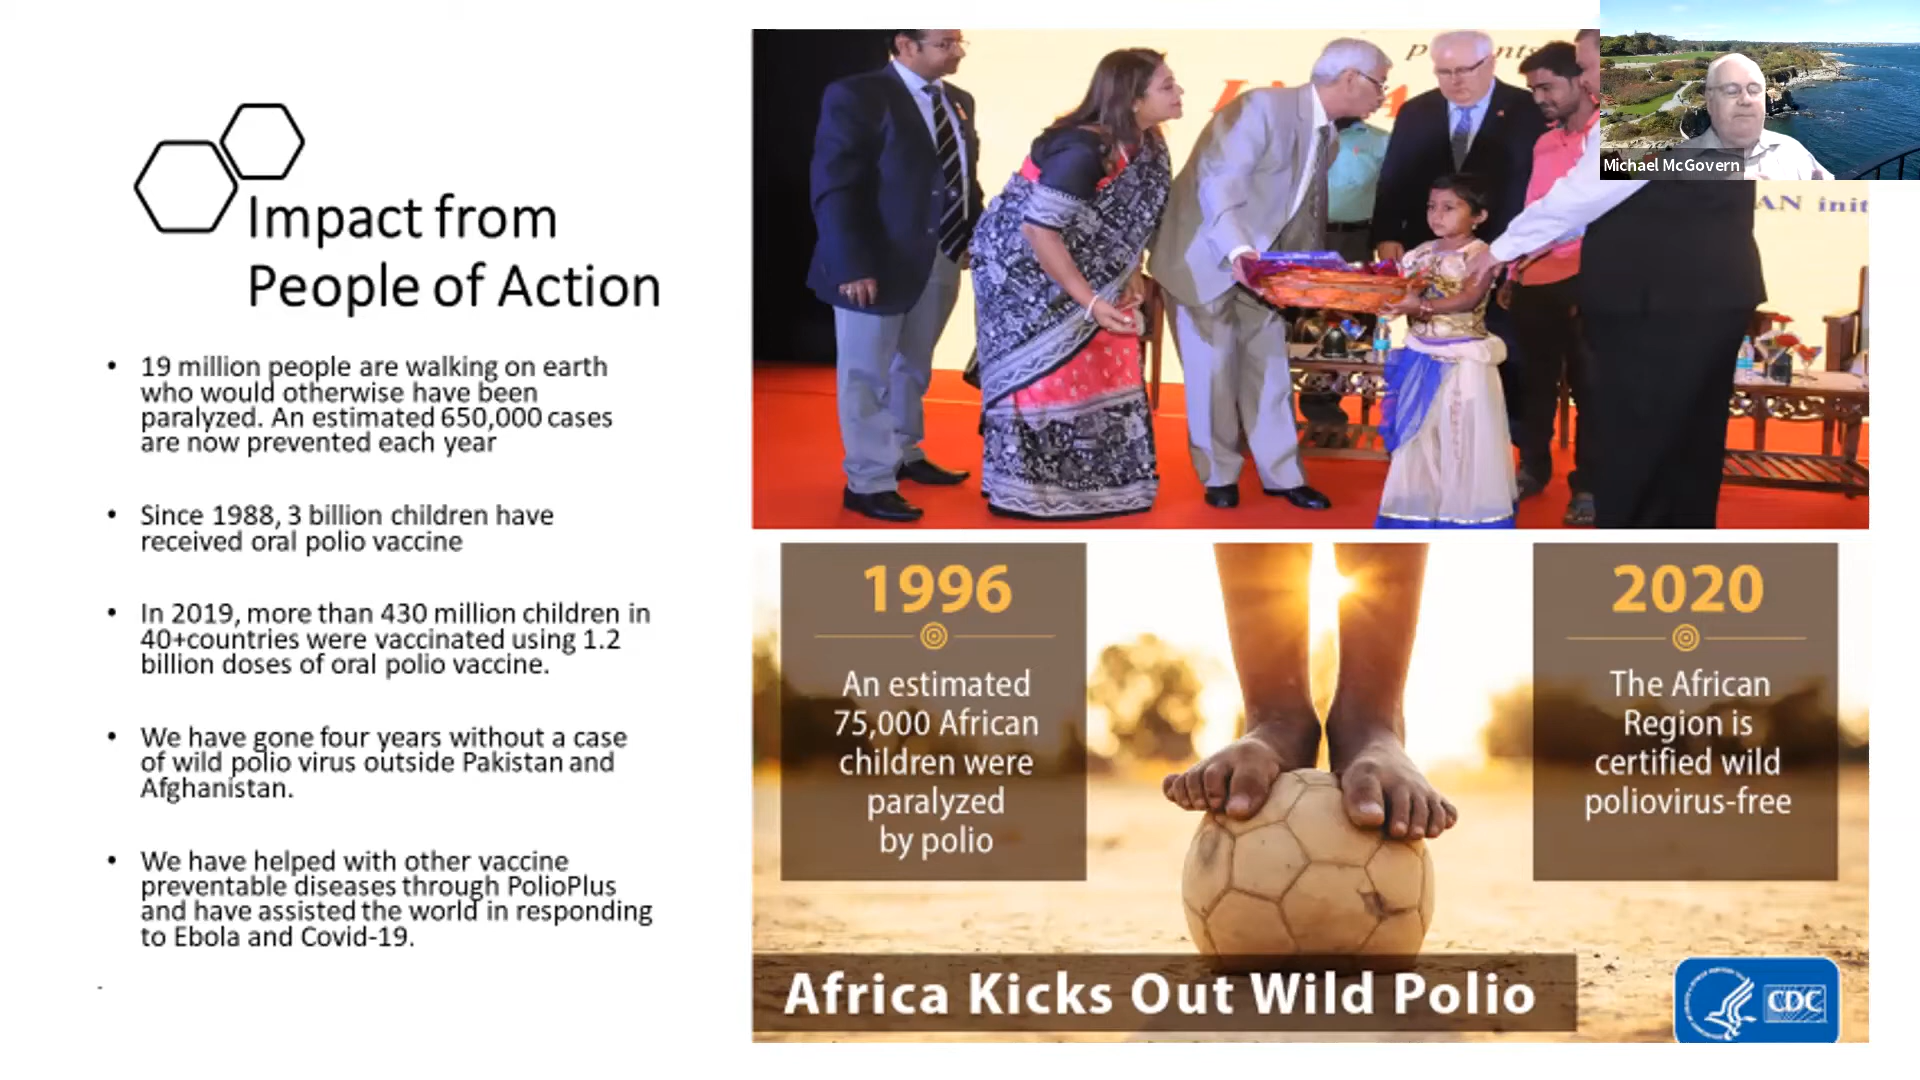 Impact from
People of Action
• 19 million people are walking on earth
who would otherwise have been
paralyzed. An estimated 650,000 cases
are now prevented each year
• Since 1988, 3 billion children have
received oral polio vaccine
• In 2019, more than 430 million children in
40+countries were vaccinated using 1.2
billion doses of oral polio vaccine.
• We have gone four years without a case
of wild polio virus outside Pakistan and
Afghanistan.
• We have helped with other vaccine
preventable diseases through PolioPlus
and have assisted the world in responding
to Ebola and Covid-19.
-
AN init
Michael McGovern
1996
An estimated
75,000 African
children were
paralyzed
by polio
2020
The African
Region is
certified wild
poliovirus-free
Africa Kicks Out Wild Polio
CDC